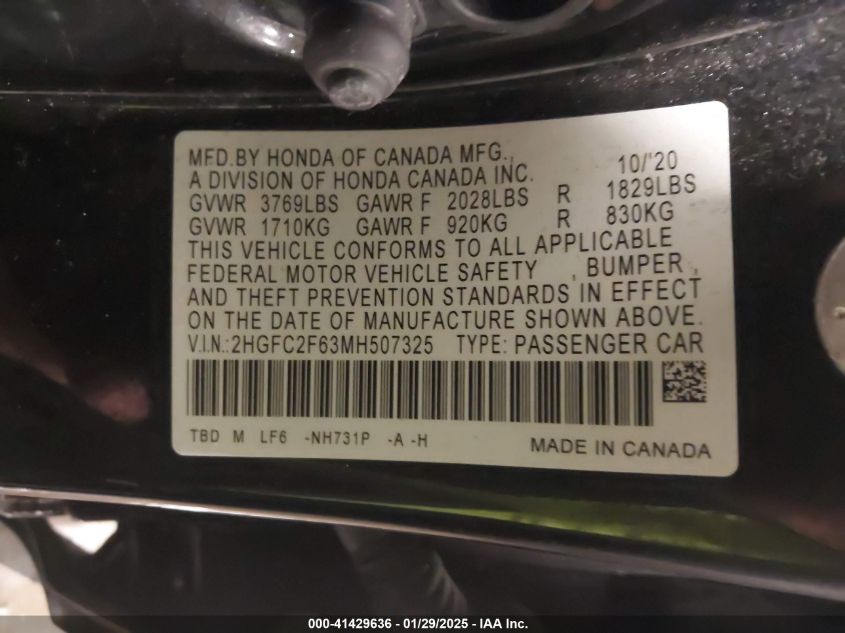 MFD.BY HONDA OF CANADA MFG., 10/'20
A DIVISION OF HONDA CANADA INC.
GVWR 3769LBS GAWR F 2028LBS R 1829LBS
GVWR 1710KG GAWR F 920KG R 830KG
THIS VEHICLE CONFORMS TO ALL APPLICABLE
FEDERAL MOTOR VEHICLE SAFETY , BUMPER ,
AND THEFT PREVENTION STANDARDS IN EFFECT
ON THE DATE OF MANUFACTURE SHOWN ABOVE.
V.I.N.:2HGFC2F63MH507325 TYPE: PASSENGER CAR
TBD M LF6 -NH731P -A -H MADE IN CANADA
000-41429636 - 01/29/2025 - IAA Inc.